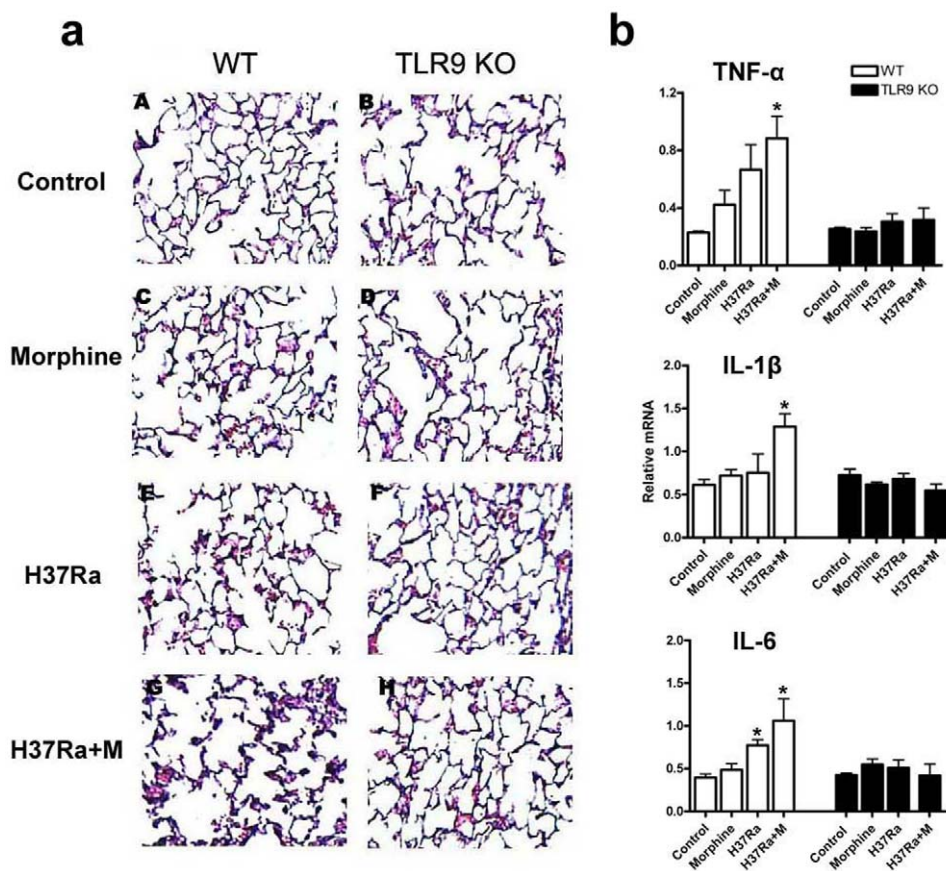 a
WT TLR9 KO
Control
A B
Morphine
C D
H37Ra
E F
H37Ra+M
G H
b
TNF-α
WT
TLR9 KO
1.2
0.8
0.4
0.0
*
Control Morphine H37Ra H37Ra+M Control Morphine H37Ra H37Ra+M
IL-1β
Relative mRNA
2.0
1.5
1.0
0.5
0.0
*
Control Morphine H37Ra H37Ra+M Control Morphine H37Ra H37Ra+M
IL-6
2.0
1.5
1.0
0.5
0.0
* *
Control Morphine H37Ra H37Ra+M Control Morphine H37Ra H37Ra+M